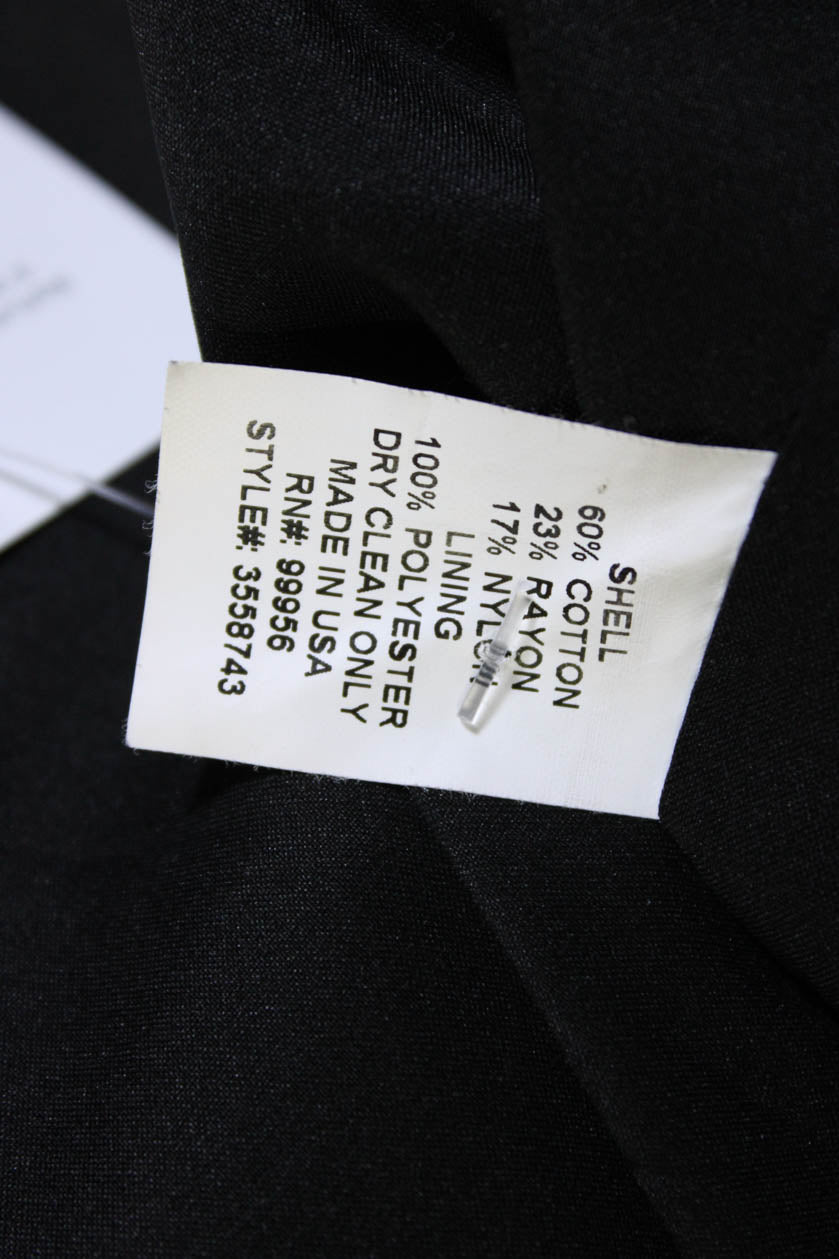 SHELL
60% COTTON
23% RAYON
17% NYLON
LINING
100% POLYESTER
DRY CLEAN ONLY
MADE IN USA
RN#: 99956
STYLE#: 3558743